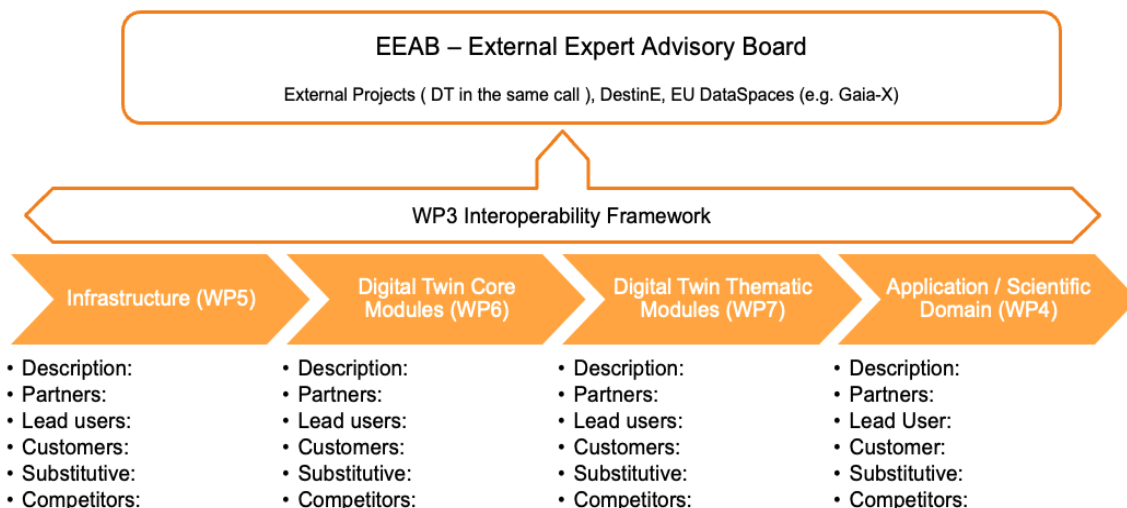 EEAB – External Expert Advisory Board
External Projects ( DT in the same call ), DestinE, EU DataSpaces (e.g. Gaia-X)
WP3 Interoperability Framework
Infrastructure (WP5)
Digital Twin Core
Modules (WP6)
Digital Twin Thematic
Modules (WP7)
Application / Scientific
Domain (WP4)
• Description:
• Partners:
• Lead users:
• Customers:
• Substitutive:
• Competitors:
• Description:
• Partners:
• Lead users:
• Customers:
• Substitutive:
• Competitors:
• Description:
• Partners:
• Lead users:
• Customers:
• Substitutive:
• Competitors:
• Description:
• Partners:
• Lead User:
• Customer:
• Substitutive:
• Competitors: